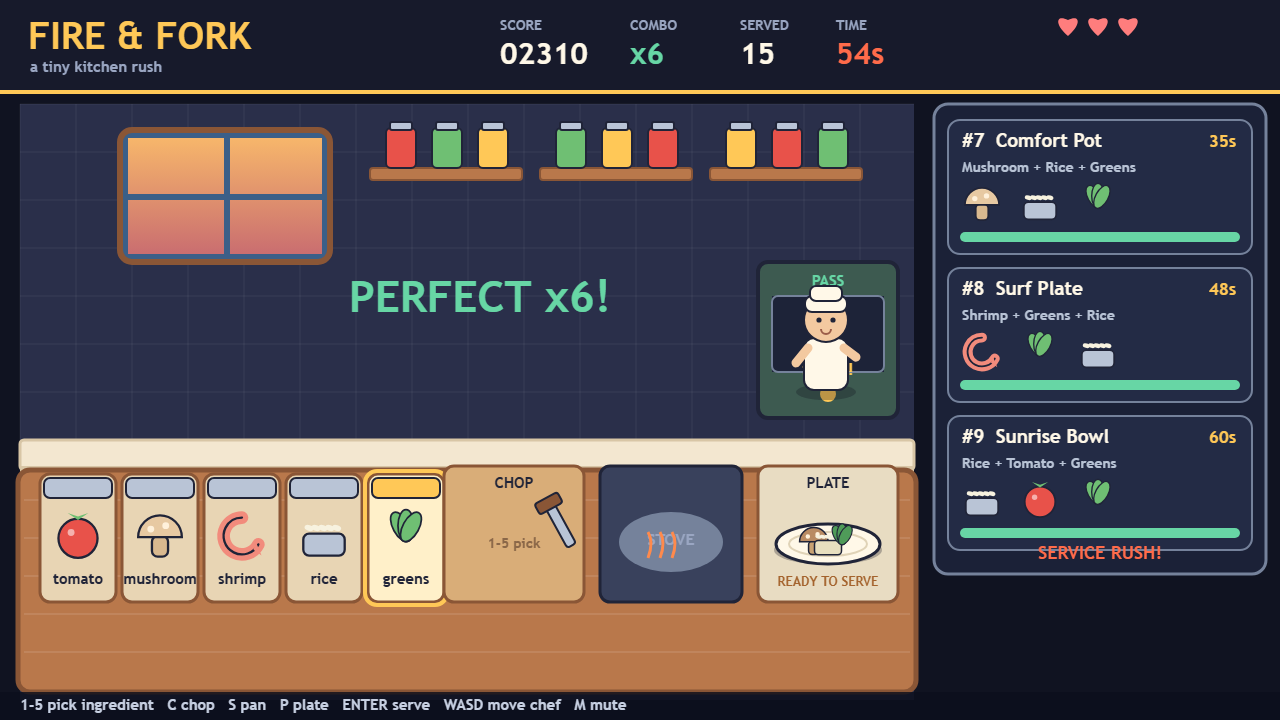 FIRE & FORK
a tiny kitchen rush
SCORE
02310
COMBO
x6
SERVED
15
TIME
54s
#7 Comfort Pot 35s
Mushroom + Rice + Greens
#8 Surf Plate 48s
Shrimp + Greens + Rice
#9 Sunrise Bowl 60s
Rice + Tomato + Greens
SERVICE RUSH!
PERFECT x6!
PASS
tomato
mushroom
shrimp
rice
greens
CHOP
1-5 pick
STOVE
PLATE
READY TO SERVE
1-5 pick ingredient C chop S pan P plate ENTER serve WASD move chef M mute